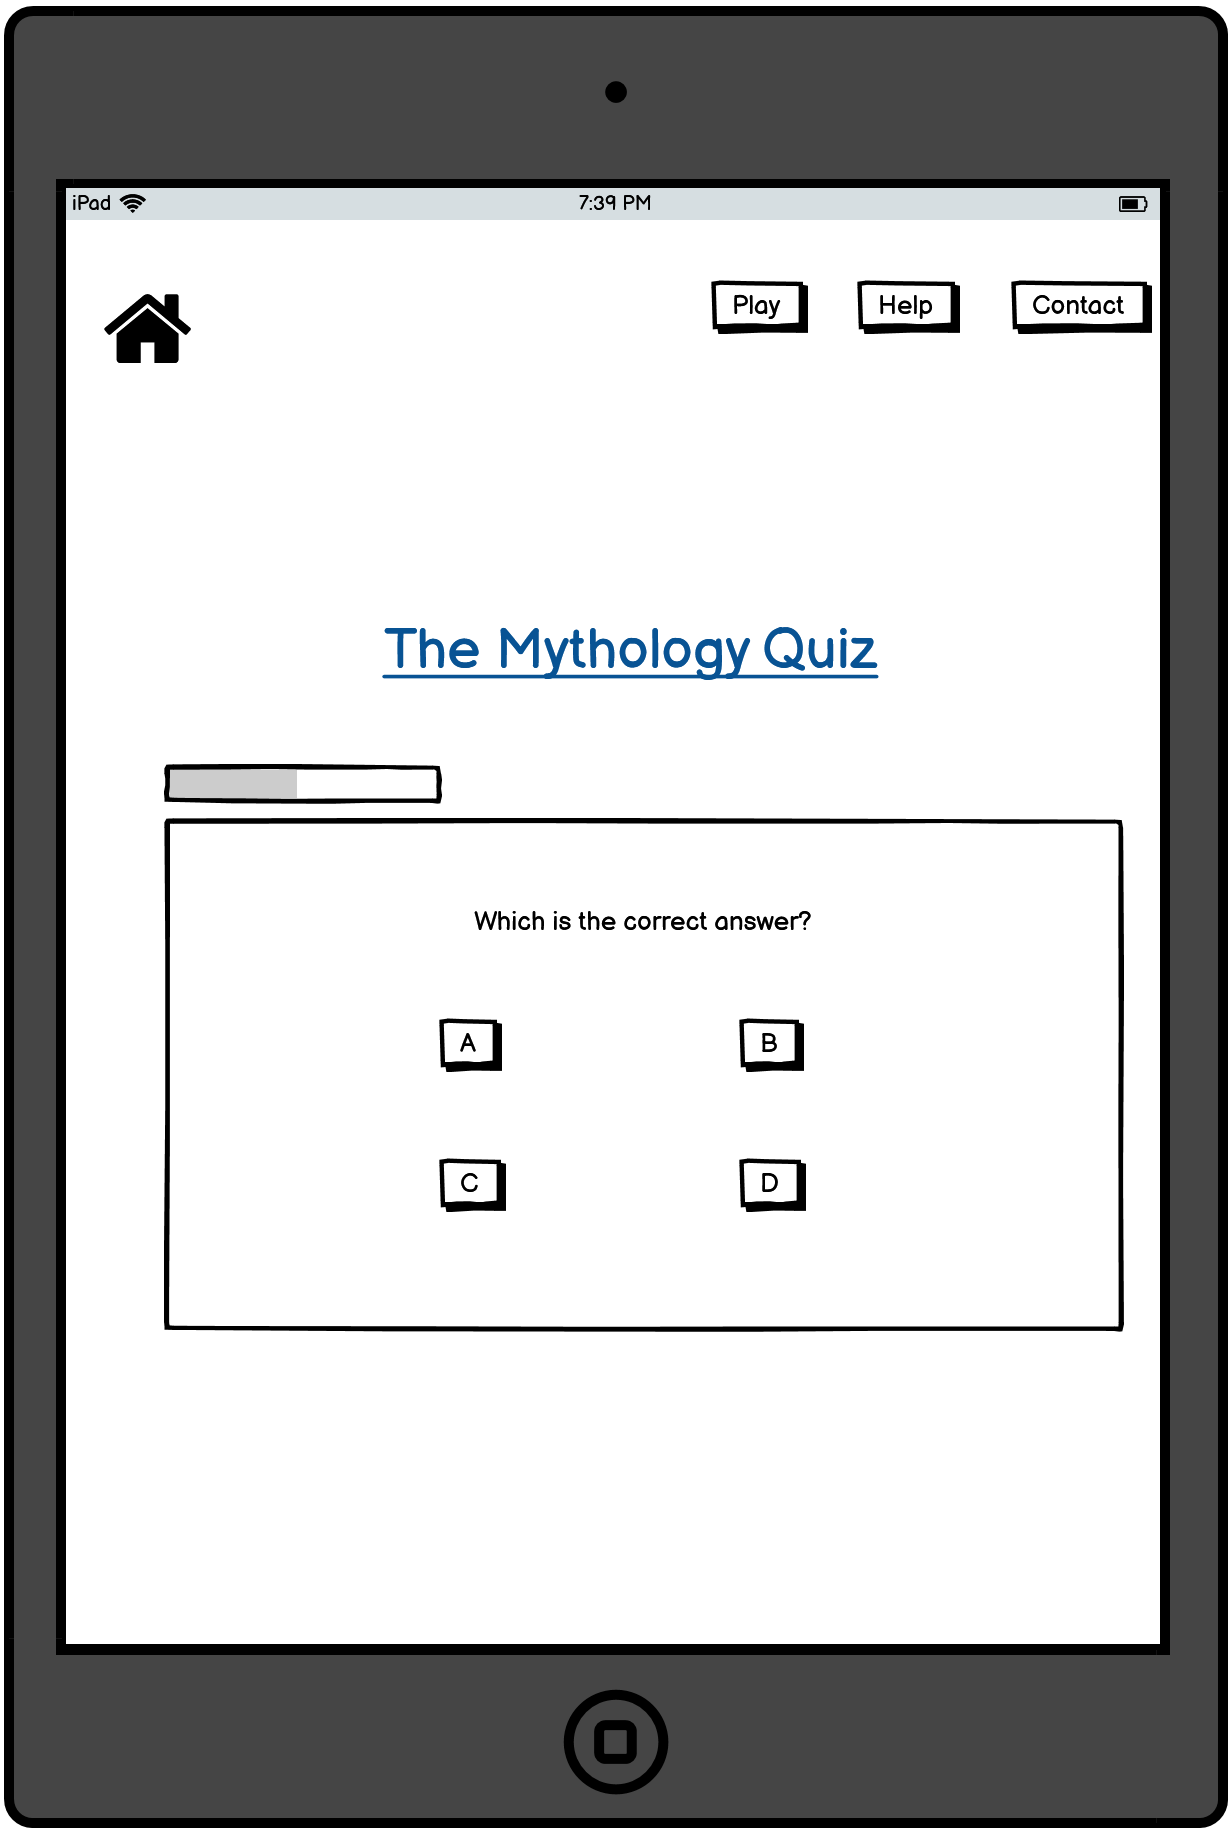 iPad 7:39 PM
Play Help Contact
The Mythology Quiz
Which is the correct answer?
A B
C D